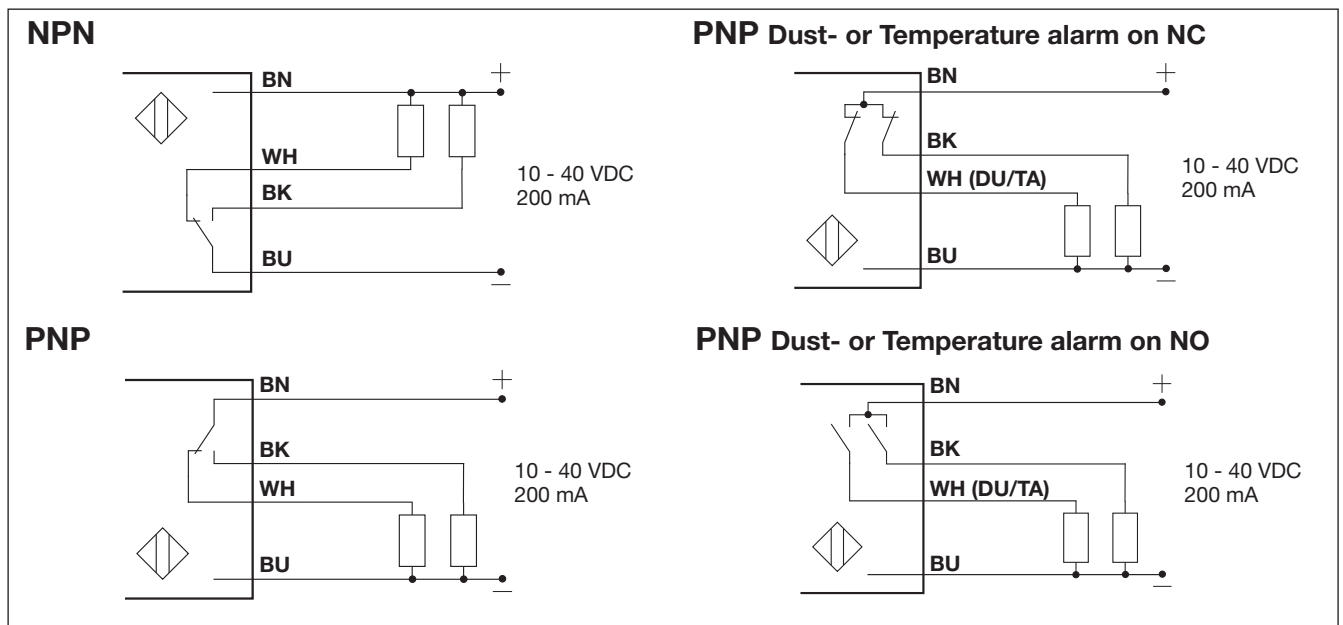 NPN
BN
+
WH
BK
10 - 40 VDC
200 mA
BU
–
PNP Dust- or Temperature alarm on NC
BN
+
BK
WH (DU/TA)
10 - 40 VDC
200 mA
BU
–
PNP
BN
+
BK
WH
10 - 40 VDC
200 mA
BU
–
PNP Dust- or Temperature alarm on NO
BN
+
BK
WH (DU/TA)
10 - 40 VDC
200 mA
BU
–